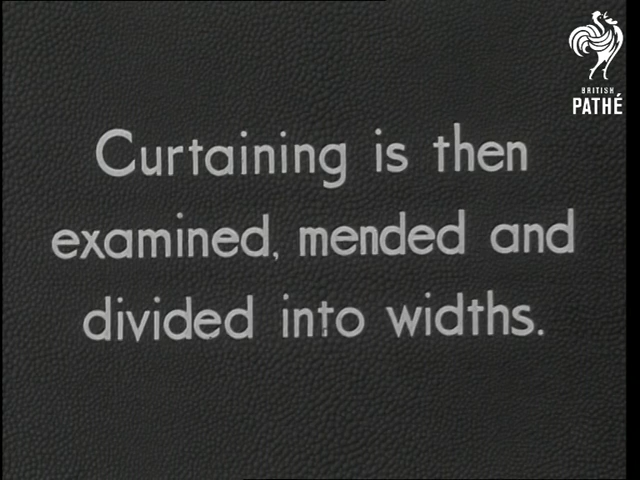 BRITISH
PATHÉ
Curtaining is then
examined, mended and
divided into widths.